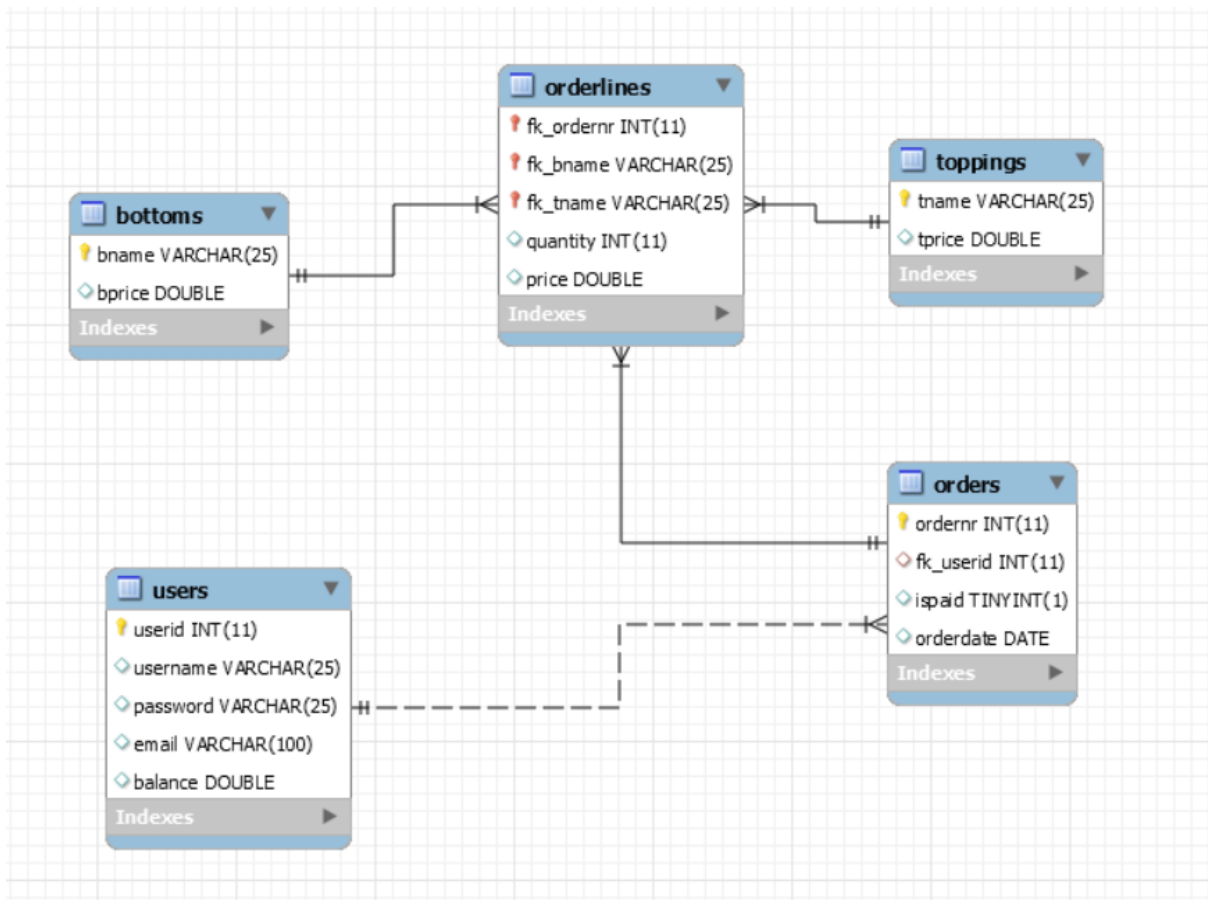 orderlines
fk_ordernr INT(11)
fk_bname VARCHAR(25)
fk_tname VARCHAR(25)
quantity INT(11)
price DOUBLE
Indexes
toppings
tname VARCHAR(25)
tprice DOUBLE
Indexes
bottoms
bname VARCHAR(25)
bprice DOUBLE
Indexes
orders
ordernr INT(11)
fk_userid INT(11)
ispaid TINYINT(1)
orderdate DATE
Indexes
users
userid INT(11)
username VARCHAR(25)
password VARCHAR(25)
email VARCHAR(100)
balance DOUBLE
Indexes